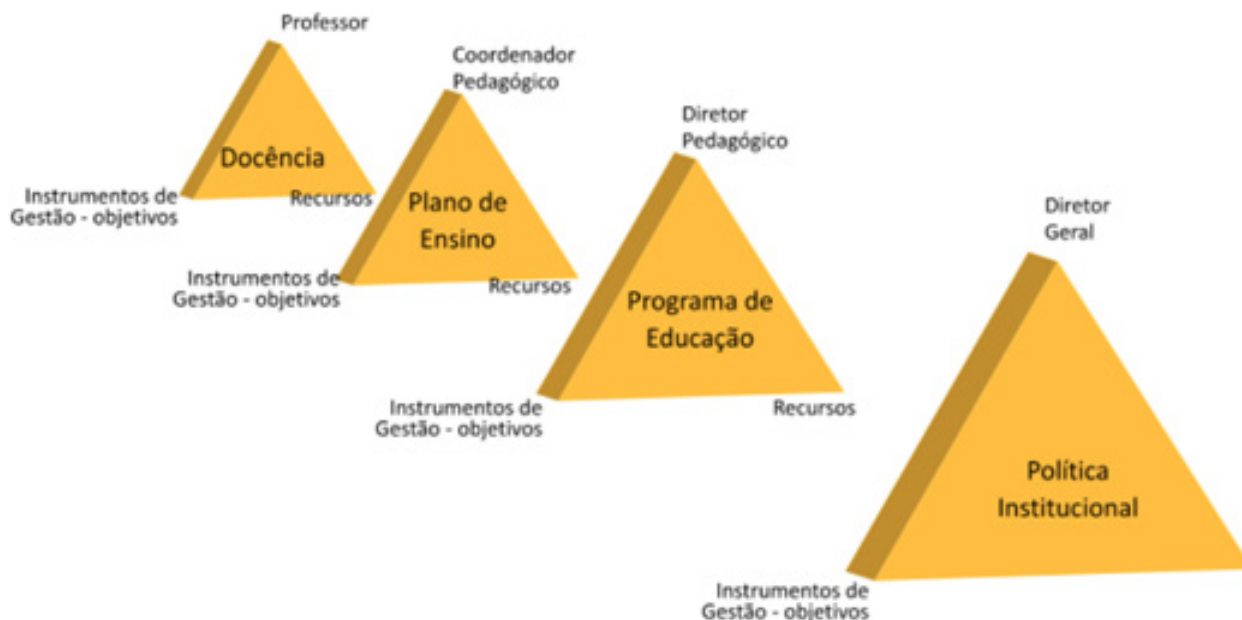 Professor
Docência
Instrumentos de
Gestão - objetivos
Recursos
Coordenador
Pedagógico
Plano de
Ensino
Instrumentos de
Gestão - objetivos
Recursos
Diretor
Pedagógico
Programa de
Educação
Instrumentos de
Gestão - objetivos
Recursos
Diretor
Geral
Política
Institucional
Instrumentos de
Gestão - objetivos